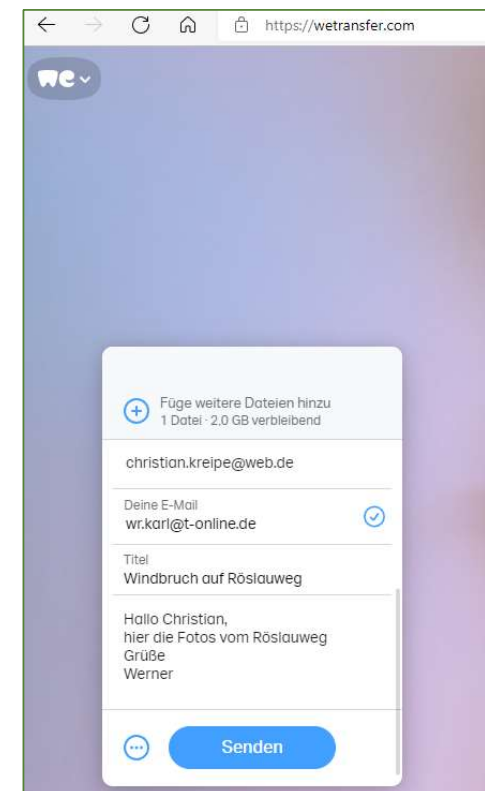 https://wetransfer.com
we
Füge weitere Dateien hinzu
1 Datei · 2,0 GB verbleibend
christian.kreipe@web.de
Deine E-Mail
wr.karl@t-online.de
Titel
Windbruch auf Röslauweg
Hallo Christian,
hier die Fotos vom Röslauweg
Grüße
Werner
Senden